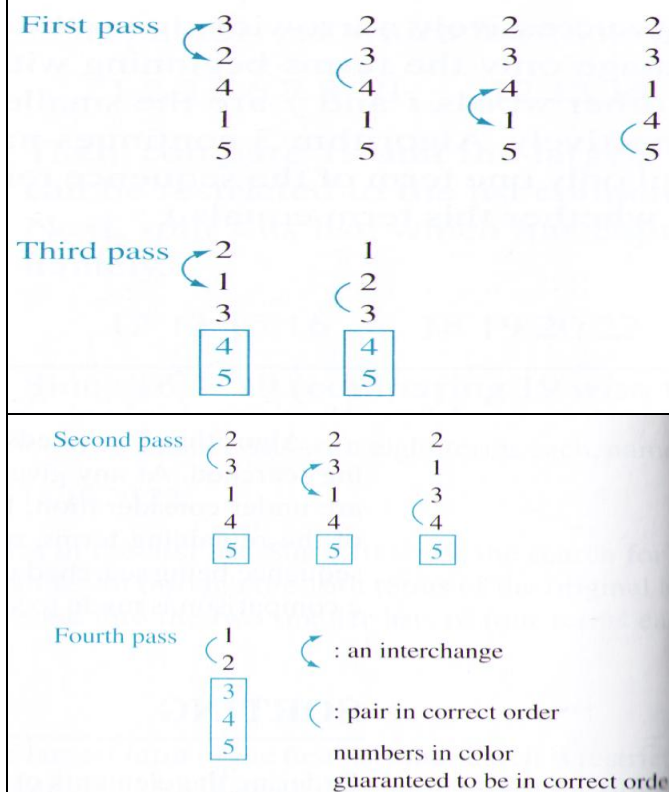 First pass 3 2 2 2
2 3 3 3
4 4 4 1
1 1 1 4
5 5 5 5
Third pass 2 1
1 2
3 3
4 4
5 5
Second pass 2 2 2
3 3 1
1 1 3
4 4 4
5 5 5
Fourth pass 1
2 : an interchange
3
4 : pair in correct order
5 numbers in color
guaranteed to be in correct orde